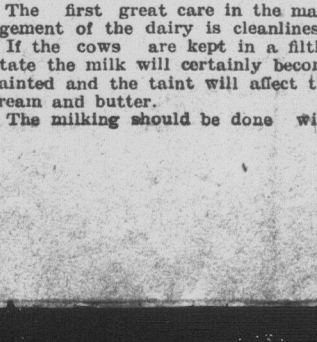 The first great care in the ma
gement of the dairy is cleanlines
If the cows are kept in a filt
tate the milk will certainly becom
ainted and the taint will affect t
ream and butter.
The milking should be done wi